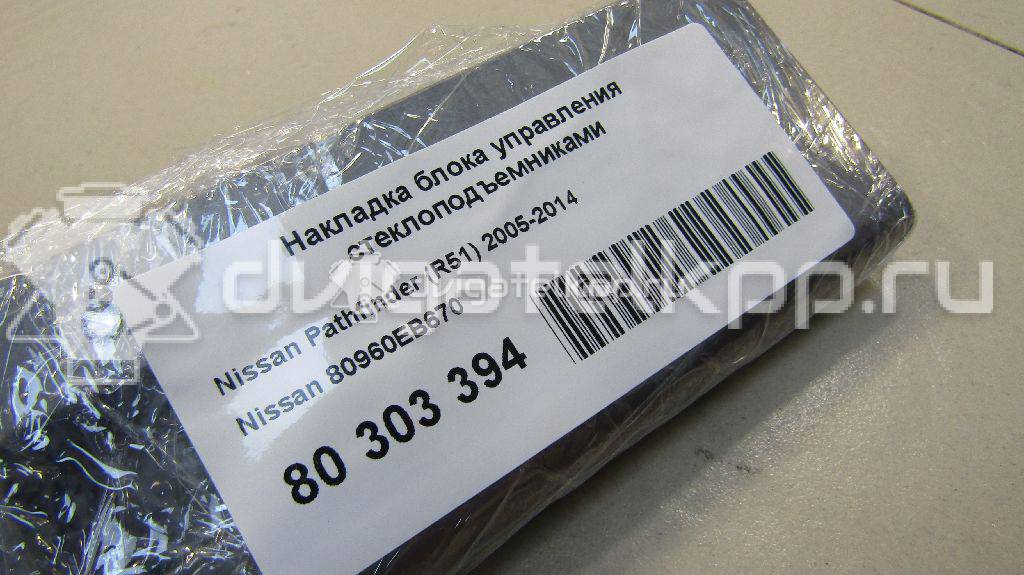 Накладка блока управления
стеклоподъемниками
Nissan Pathfinder (R51) 2005-2014
Nissan 80960EB670
80 303 394
dvigatelkpp.ru